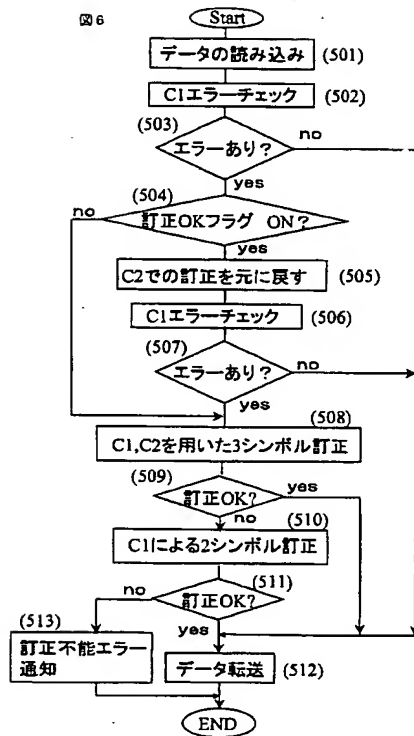 図6
Start
データの読み込み (501)
C1エラーチェック (502)
(503)
エラーあり? no
yes
(504)
no 訂正OKフラグ ON?
yes
C2での訂正を元に戻す (505)
C1エラーチェック (506)
(507)
エラーあり? no
yes
(508)
C1,C2を用いた3シンボル訂正
(509)
訂正OK? yes
no (510)
C1による2シンボル訂正
(511)
no 訂正OK?
(513) yes
訂正不能エラー
通知
データ転送 (512)
END